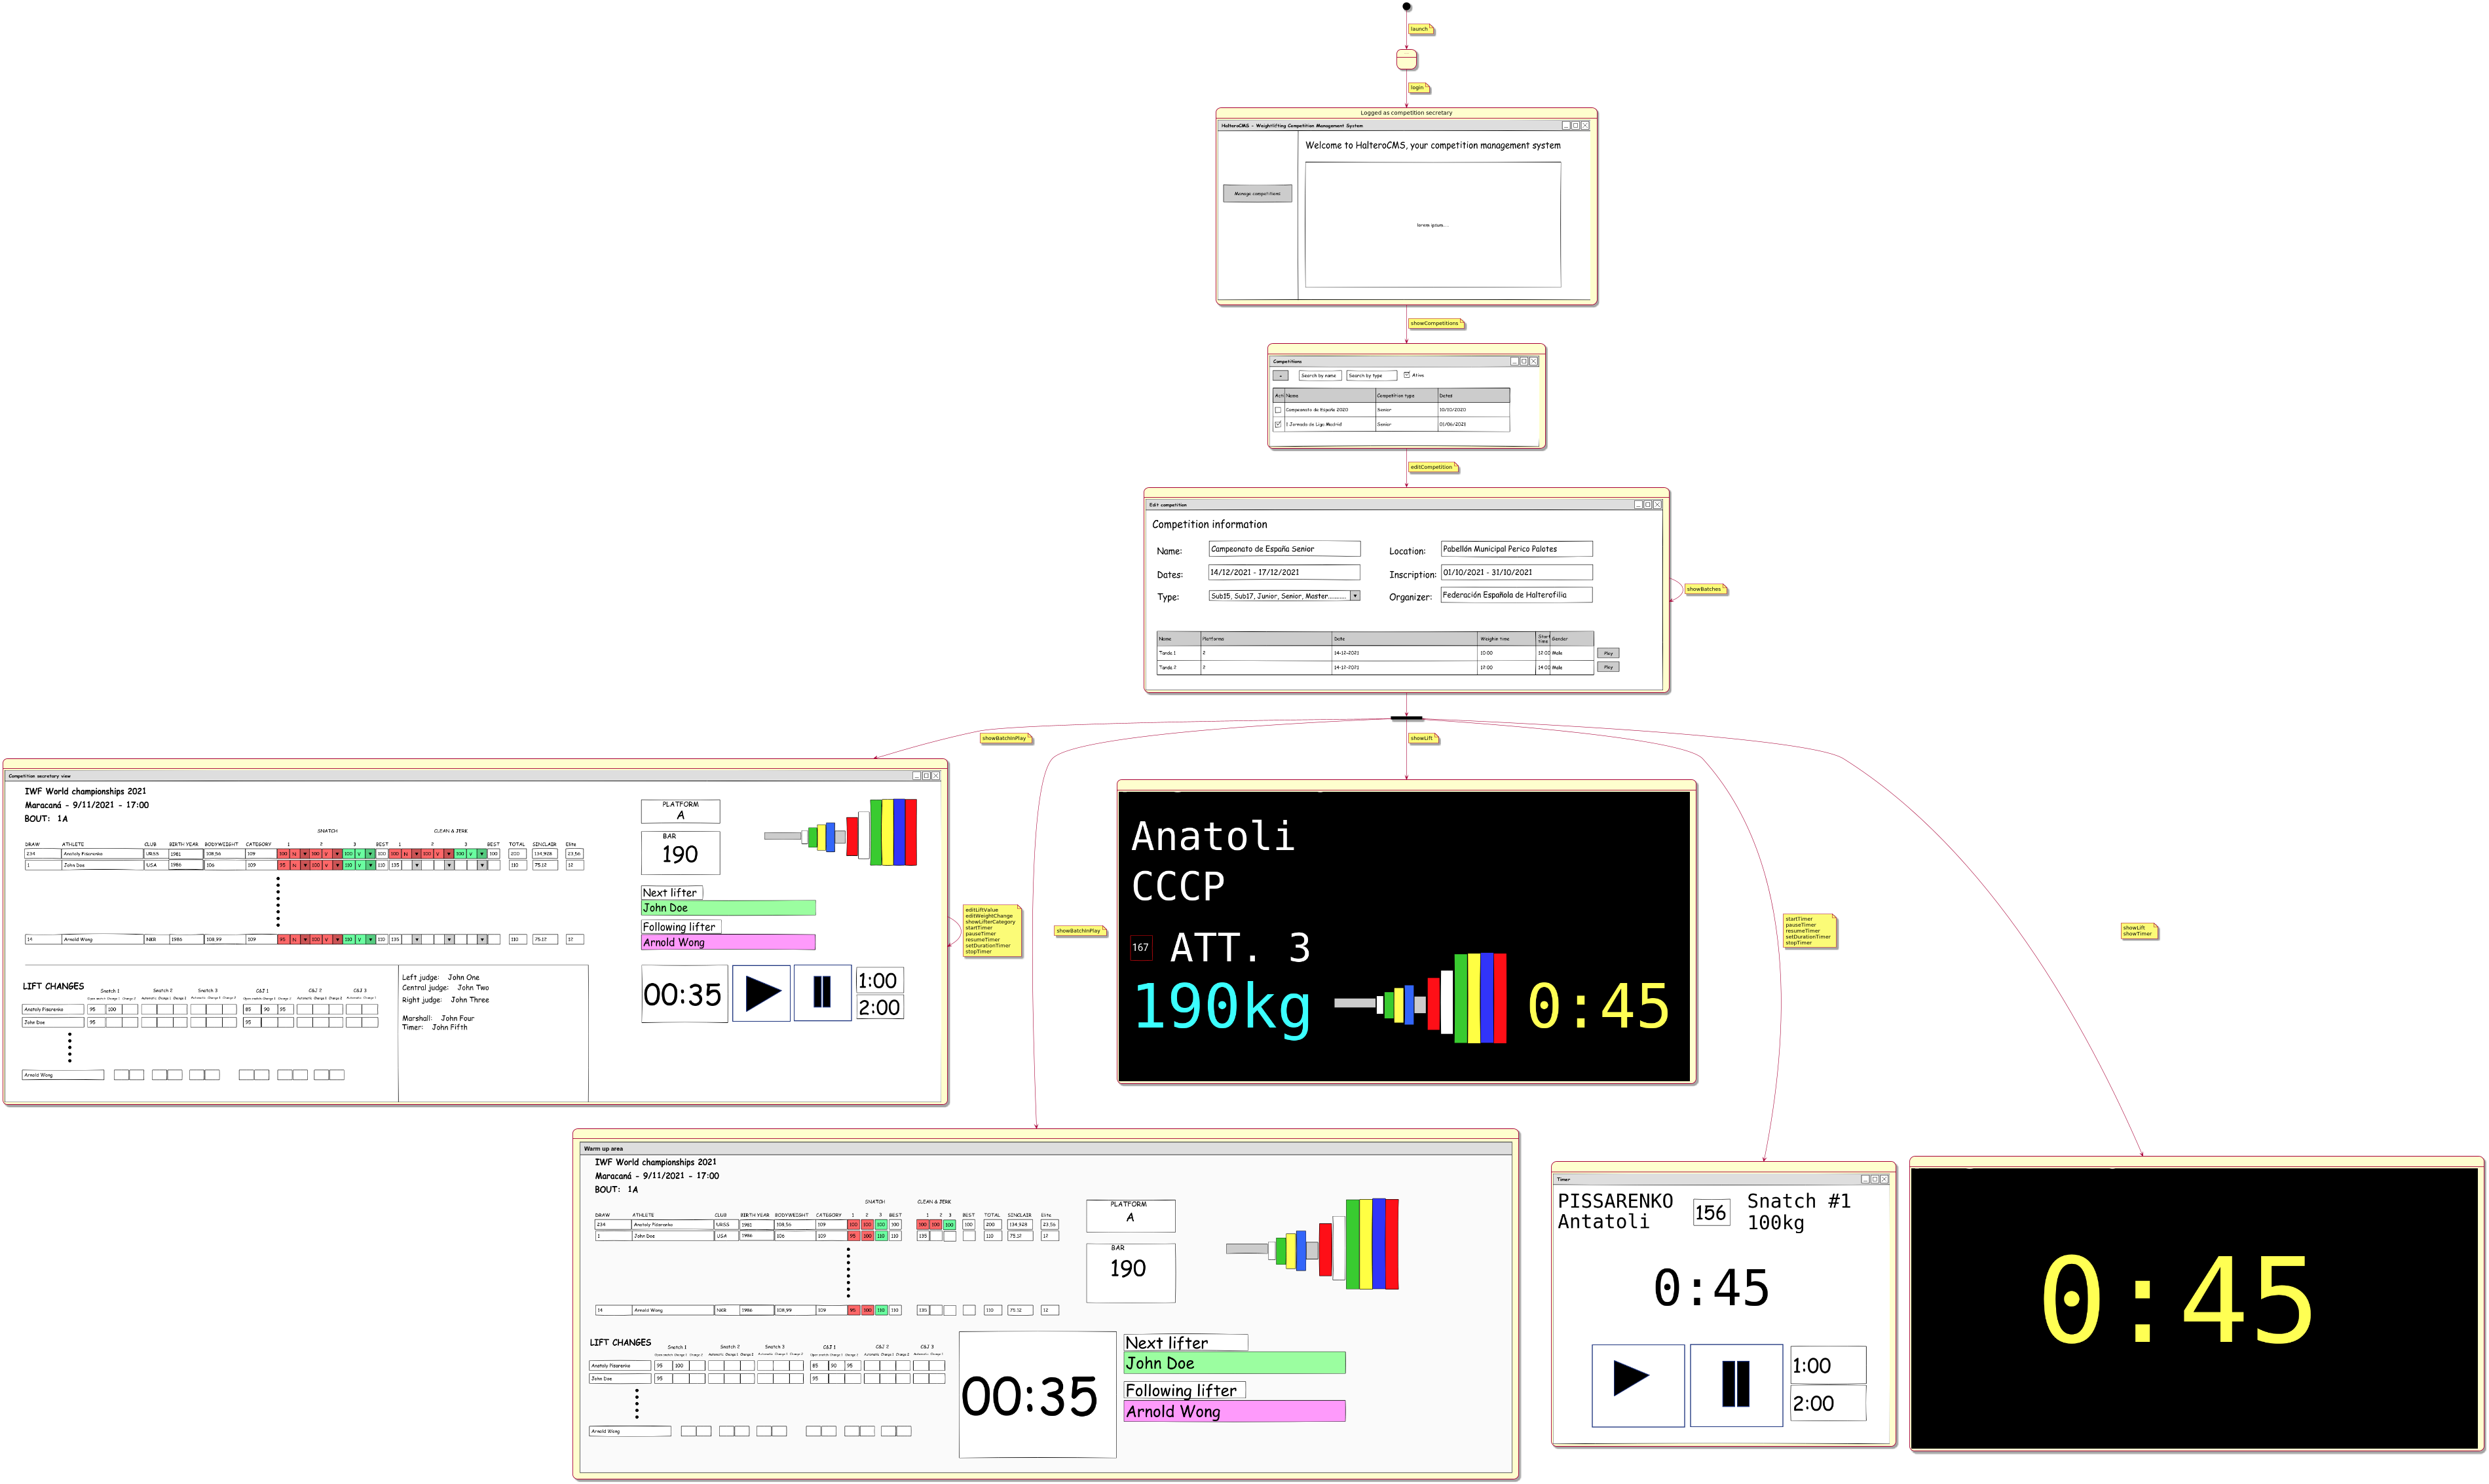 launch
login
Logged as competition secretary
HalteroCMS - Weightlifting Competition Management System
Welcome to HalteroCMS, your competition management system
Manage competitions
lorem ipsum...
showCompetitions
Competitions
Search by name Search by type Ativo
Name Competition type Dates
Campeonato de España 2020 Senior 10/10/2020
1 Jornada de Liga Madrid Senior 01/06/2021
editCompetition
Edit competition
Competition information
Name: Campeonato de España Senior Location: Pabellón Municipal Perico Palotes
Dates: 14/12/2021 - 17/12/2021 Inscription: 01/10/2021 - 31/10/2021
Type: Sub15, Sub17, Junior, Senior, Master........... Organizer: Federación Española de Halterofilia
showBatches
Name Platforms Date Weighin time Start time Gender
Tanda 1 2 14-12-2021 10:00 12:00 Male Play
Tanda 2 2 14-12-2021 12:00 14:00 Male Play
showBatchInPlay
showLift
Competition secretary view
IWF World championships 2021
Maracaná - 9/11/2021 - 17:00
BOUT: 1A
SNATCH CLEAN & JERK
DRAW ATHLETE CLUB BIRTH YEAR BODYWEIGHT CATEGORY 1 2 3 BEST 1 2 3 BEST TOTAL SINCLAIR Elite
234 Anatoly Pisarenko URSS 1981 108,56 109 100 N 100 V 100 V 100 100 N 100 V 100 V 100 200 134,928 23,56
1 John Doe USA 1986 106 109 95 N 100 V 110 V 110 135 110 75.12 12
14 Arnold Wong NKR 1986 108,99 109 95 N 100 V 110 V 110 135 110 75.12 12
PLATFORM
A
BAR
190
Next lifter
John Doe
Following lifter
Arnold Wong
00:35
1:00
2:00
LIFT CHANGES
Snatch 1 Snatch 2 Snatch 3 C&J 1 C&J 2 C&J 3
Anatoly Pisarenko 95 100 85 90 95
John Doe 95 95
Arnold Wong
Left judge: John One
Central judge: John Two
Right judge: John Three
Marshall: John Four
Timer: John Fifth
editLiftValue
editWeightChange
showLifterCategory
startTimer
pauseTimer
resumeTimer
setDurationTimer
stopTimer
showBatchInPlay
Anatoli
CCCP
167 ATT. 3
190kg 0:45
startTimer
pauseTimer
resumeTimer
setDurationTimer
stopTimer
showLift
showTimer
Warm up area
IWF World championships 2021
Maracaná - 9/11/2021 - 17:00
BOUT: 1A
SNATCH CLEAN & JERK
DRAW ATHLETE CLUB BIRTH YEAR BODYWEIGHT CATEGORY 1 2 3 BEST 1 2 3 BEST TOTAL SINCLAIR Elite
234 Anatoly Pisarenko URSS 1981 108,56 109 100 100 100 100 100 100 100 100 200 134,928 23,56
1 John Doe USA 1986 106 109 95 100 110 110 135 110 75.12 12
14 Arnold Wong NKR 1986 108,99 109 95 100 110 110 135 110 75.12 12
PLATFORM
A
BAR
190
LIFT CHANGES
Snatch 1 Snatch 2 Snatch 3 C&J 1 C&J 2 C&J 3
Anatoly Pisarenko 95 100 85 90 95
John Doe 95 95
Arnold Wong
00:35
Next lifter
John Doe
Following lifter
Arnold Wong
Timer
PISSARENKO 156 Snatch #1
Antatoli 100kg
0:45
1:00
2:00
0:45